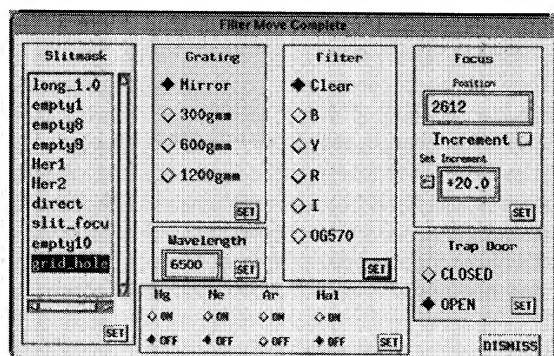 Filter Move Complete
Slitmask
long_1.0
empty1
empty8
empty9
Her1
Her2
direct
slit_focu
empty10
grid_hole
SET
Grating
Mirror
300gmm
600gmm
1200gmm
SET
Wavelength
6500 SET
Filter
Clear
B
V
R
I
OG570
SET
Focus
Position
2612
Increment
Set Increment
+20.0
SET
Trap Door
CLOSED
OPEN SET
Hg Ne Ar Hal
ON ON ON ON
OFF OFF OFF OFF SET
DISMISS